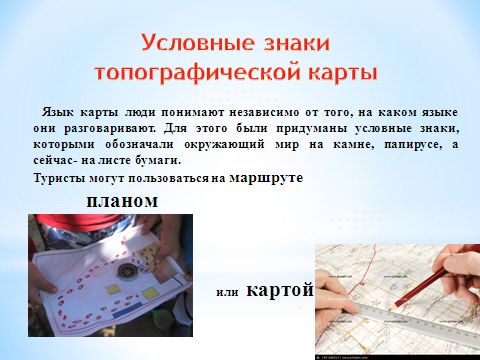 Условные знаки
топографической карты
Язык карты люди понимают независимо от того, на каком языке
они разговаривают. Для этого были придуманы условные знаки,
которыми обозначали окружающий мир на камне, папирусе, а
сейчас- на листе бумаги.
Туристы могут пользоваться на маршруте
планом
или картой